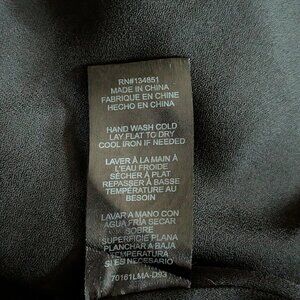 RN#134851
MADE IN CHINA
FABRIQUE EN CHINE
HECHO EN CHINA
HAND WASH COLD
LAY FLAT TO DRY
COOL IRON IF NEEDED
LAVER À LA MAIN À
L'EAU FROIDE
SÉCHER À PLAT
REPASSER À BASSE
TEMPÉRATURE AU
BESOIN
LAVAR A MANO CON
AGUA FRÍA SECAR
SOBRE
SUPERFICIE PLANA
PLANCHAR A BAJA
TEMPERATURA
SI ES NECESARIO
70161LMA-D93